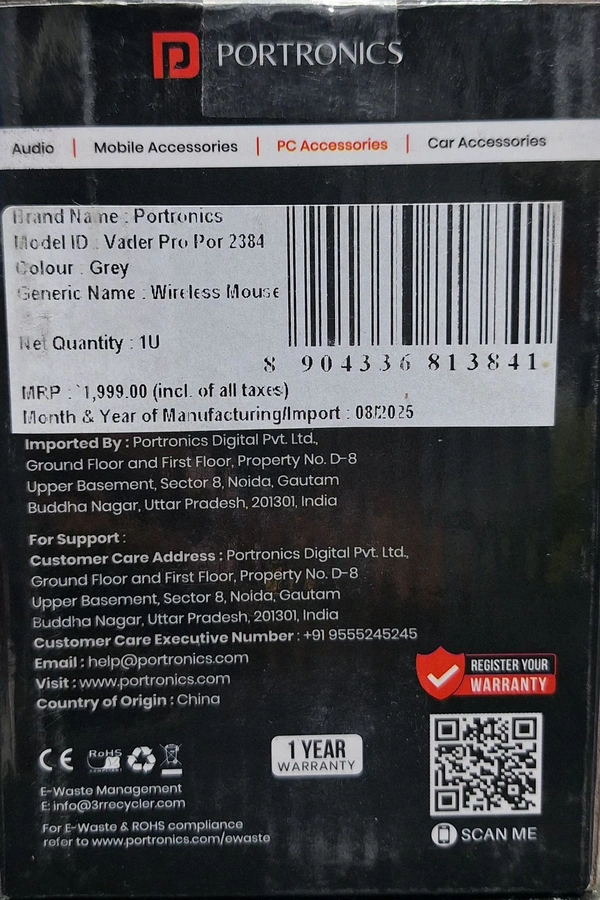 PORTRONICS
Audio | Mobile Accessories | PC Accessories | Car Accessories
Brand Name : Portronics
Model ID : Vader Pro Por 2384
Colour : Grey
Generic Name : Wireless Mouse
Net Quantity : 1U
8 904336 813841
MRP : `1,999.00 (incl. of all taxes)
Month & Year of Manufacturing/Import : 08/2025
Imported By : Portronics Digital Pvt. Ltd.,
Ground Floor and First Floor, Property No. D-8
Upper Basement, Sector 8, Noida, Gautam
Buddha Nagar, Uttar Pradesh, 201301, India
For Support :
Customer Care Address : Portronics Digital Pvt. Ltd.,
Ground Floor and First Floor, Property No. D-8
Upper Basement, Sector 8, Noida, Gautam
Buddha Nagar, Uttar Pradesh, 201301, India
Customer Care Executive Number : +91 9555245245
Email : help@portronics.com
Visit : www.portronics.com
Country of Origin : China
REGISTER YOUR
WARRANTY
CE RoHS
COMPLIANT
1 YEAR
WARRANTY
E-Waste Management
E: info@3rrecycler.com
For E-Waste & ROHS compliance
refer to www.portronics.com/ewaste
SCAN ME